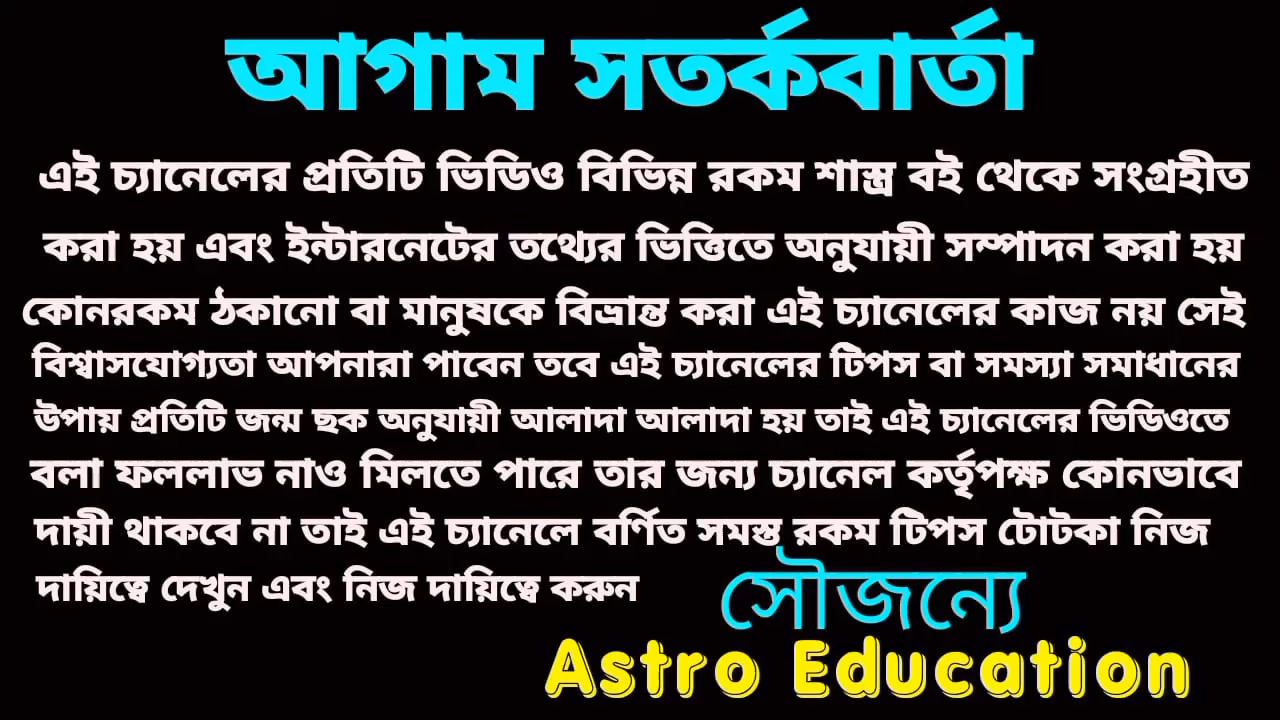 আগাম সতর্কবার্তা
এই চ্যানেলের প্রতিটি ভিডিও বিভিন্ন রকম শাস্ত্র বই থেকে সংগ্রহীত
করা হয় এবং ইন্টারনেটের তথ্যের ভিত্তিতে অনুযায়ী সম্পাদন করা হয়
কোনরকম ঠকানো বা মানুষকে বিভ্রান্ত করা এই চ্যানেলের কাজ নয় সেই
বিশ্বাসযোগ্যতা আপনারা পাবেন তবে এই চ্যানেলের টিপস বা সমস্যা সমাধানের
উপায় প্রতিটি জন্ম ছক অনুযায়ী আলাদা আলাদা হয় তাই এই চ্যানেলের ভিডিওতে
বলা ফললাভ নাও মিলতে পারে তার জন্য চ্যানেল কর্তৃপক্ষ কোনভাবে
দায়ী থাকবে না তাই এই চ্যানেলে বর্ণিত সমস্ত রকম টিপস টোটকা নিজ
দায়িত্বে দেখুন এবং নিজ দায়িত্বে করুন
সৌজন্যে
Astro Education